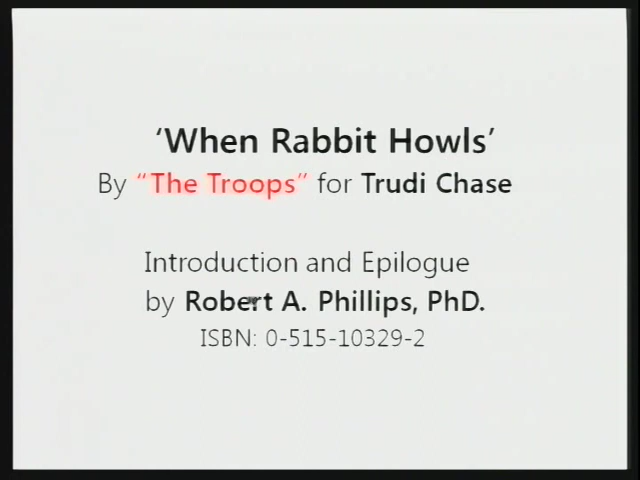 ‘When Rabbit Howls’
By “The Troops” for Trudi Chase
Introduction and Epilogue
by Robert A. Phillips, PhD.
ISBN: 0-515-10329-2